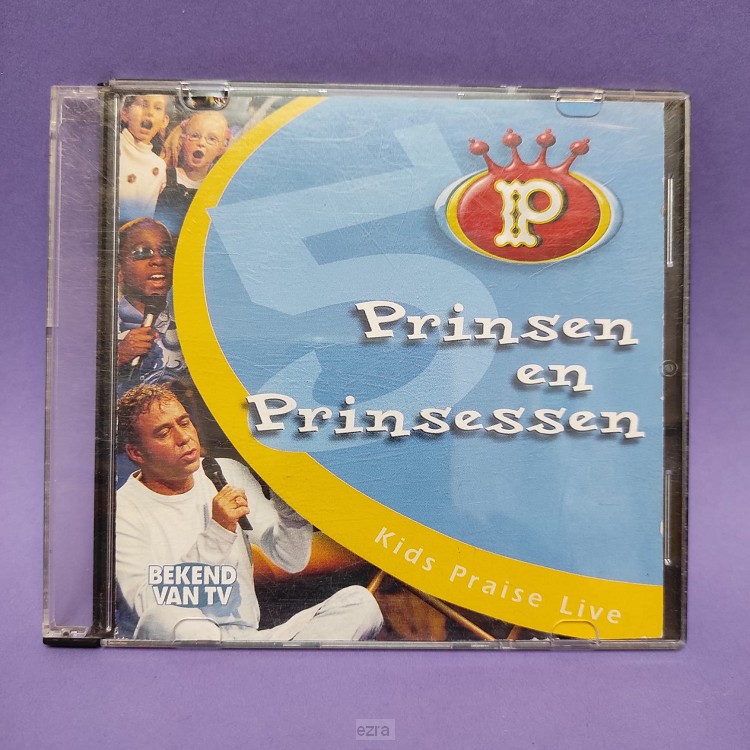 5
P
Prinsen
en
Prinsessen
Kids Praise Live
BEKEND
VAN TV
ezra